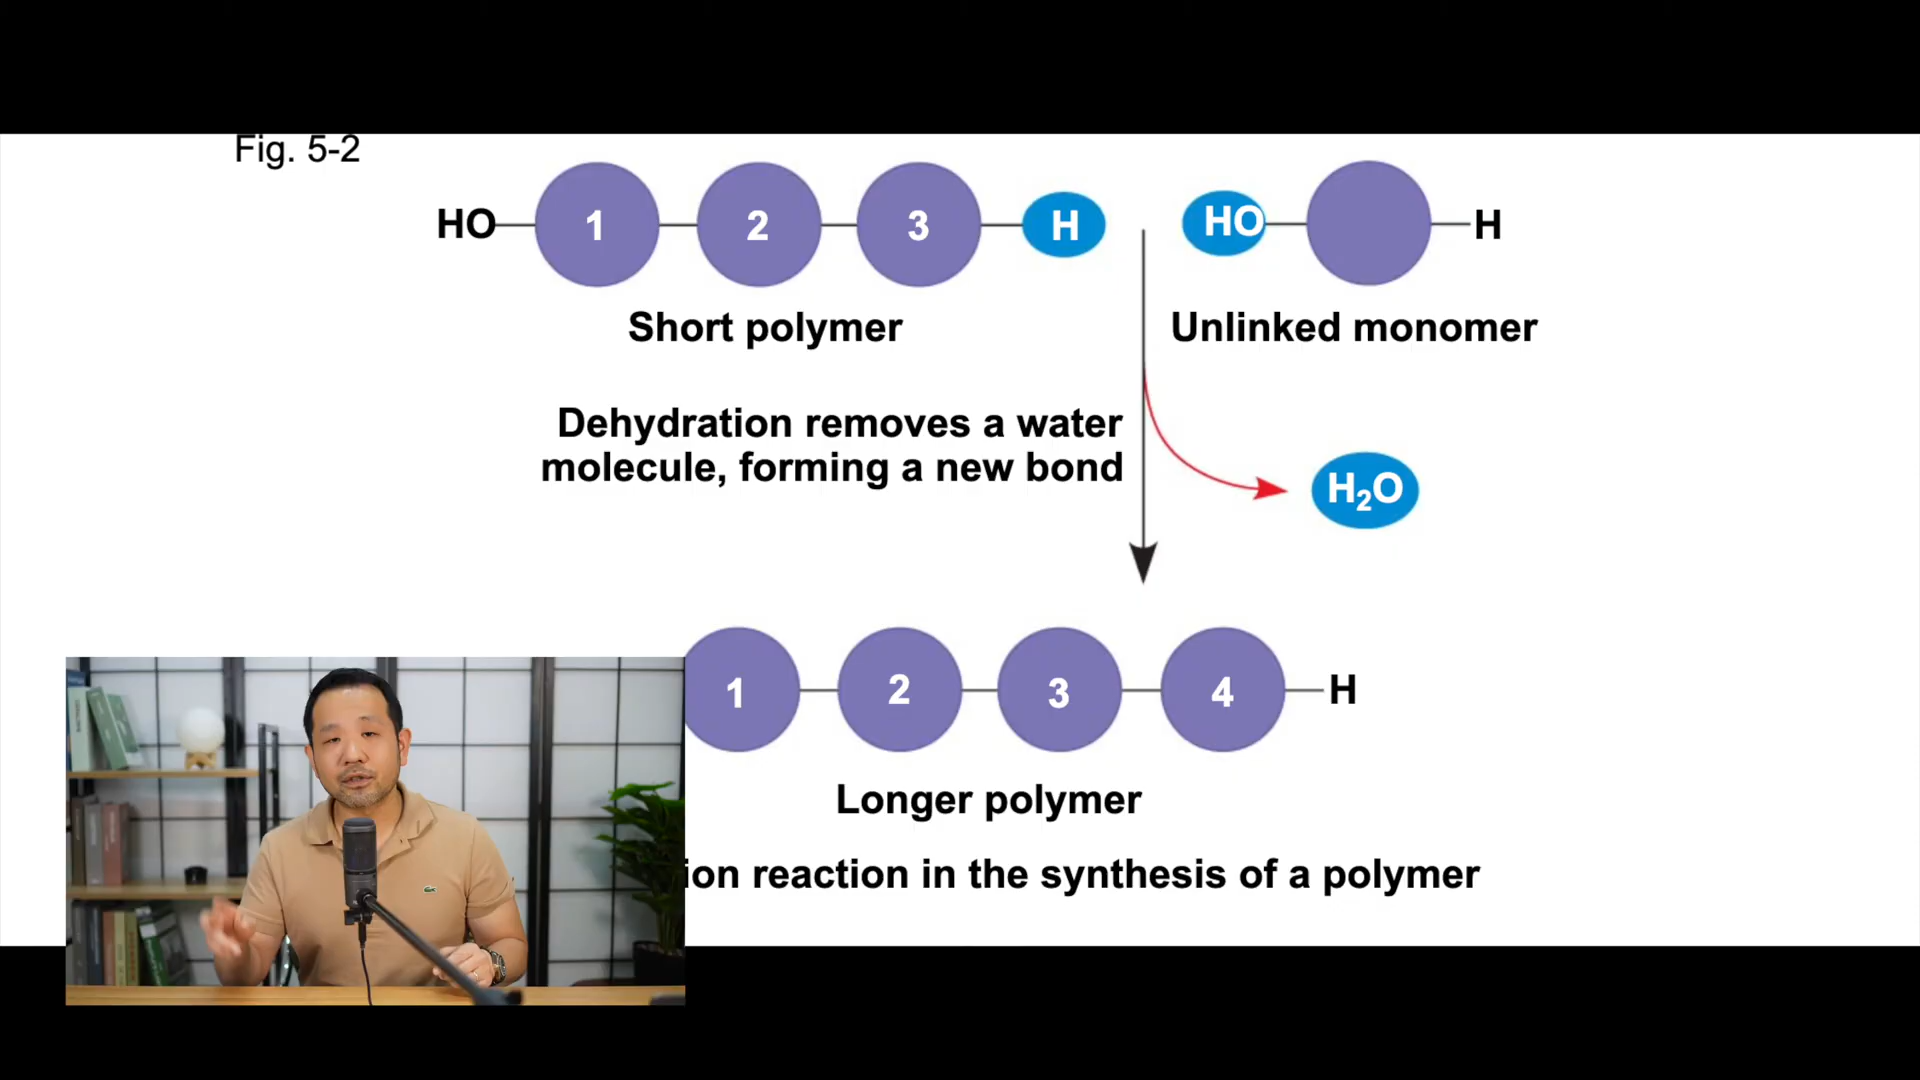 Fig. 5-2
HO 1 2 3 H HO H
Short polymer Unlinked monomer
Dehydration removes a water
molecule, forming a new bond
H₂O
1 2 3 4 H
Longer polymer
ion reaction in the synthesis of a polymer